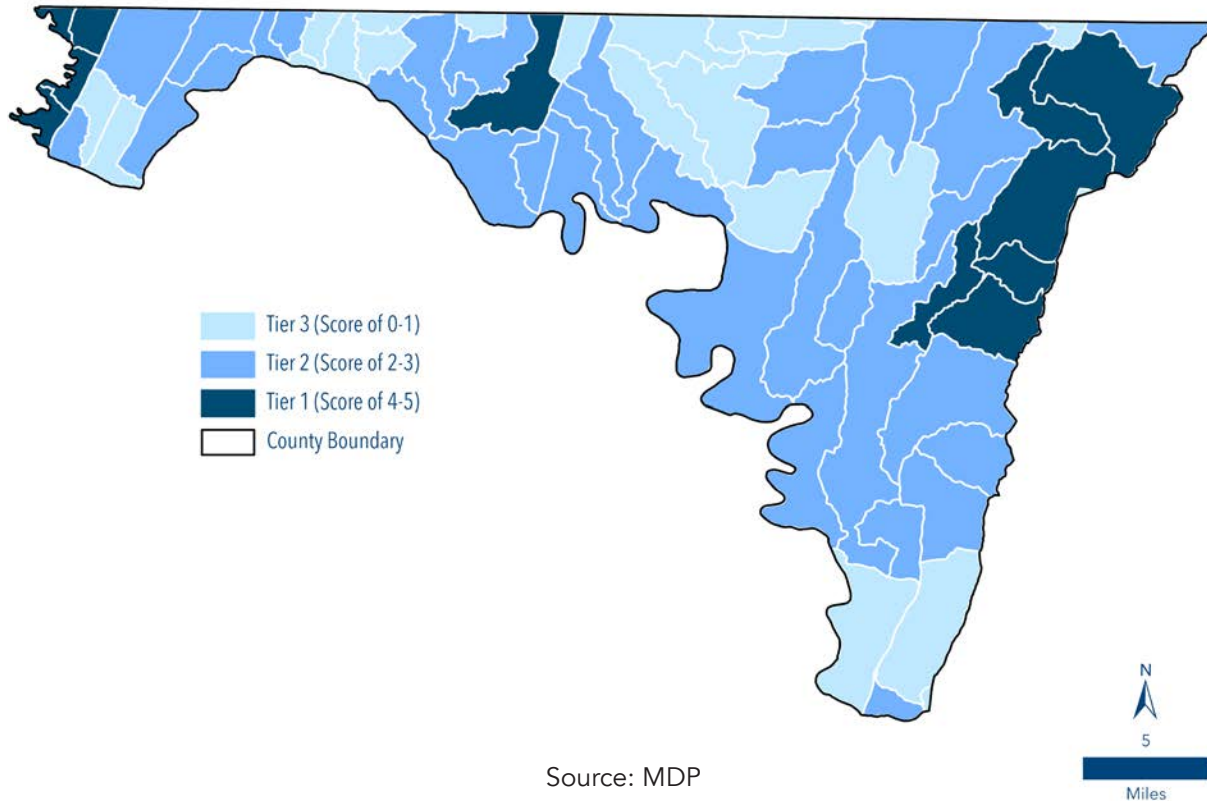 Tier 3 (Score of 0-1)
Tier 2 (Score of 2-3)
Tier 1 (Score of 4-5)
County Boundary
N
5
Miles
Source: MDP